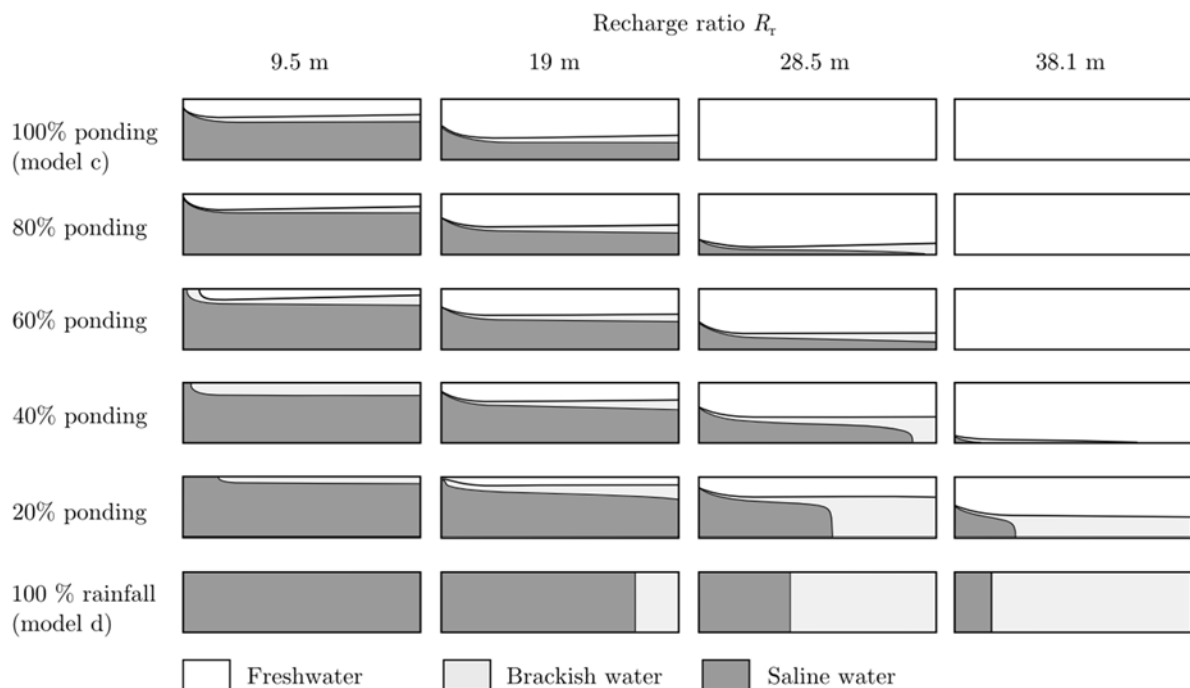 Recharge ratio Rᵣ
9.5 m
19 m
28.5 m
38.1 m
100% ponding
(model c)
80% ponding
60% ponding
40% ponding
20% ponding
100 % rainfall
(model d)
Freshwater
Brackish water
Saline water